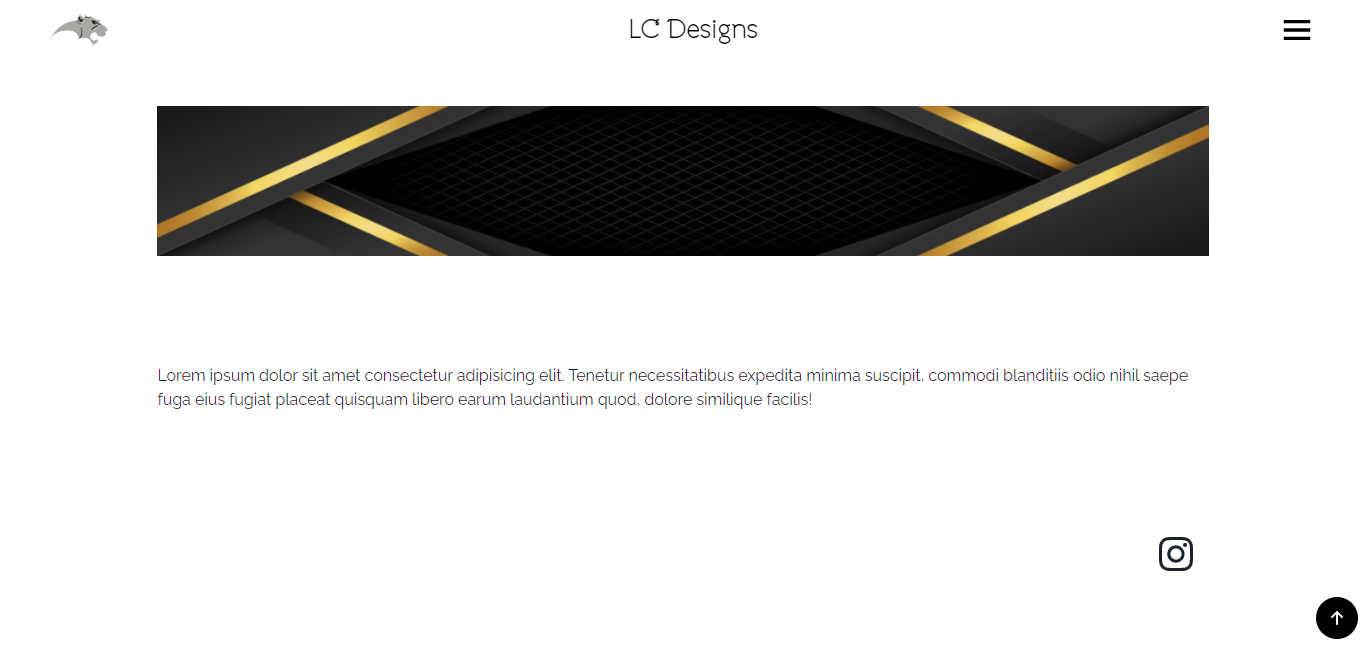 LC Designs
Lorem ipsum dolor sit amet consectetur adipisicing elit. Tenetur necessitatibus expedita minima suscipit, commodi blanditiis odio nihil saepe
fuga eius fugiat placeat quisquam libero earum laudantium quod, dolore similique facilis!